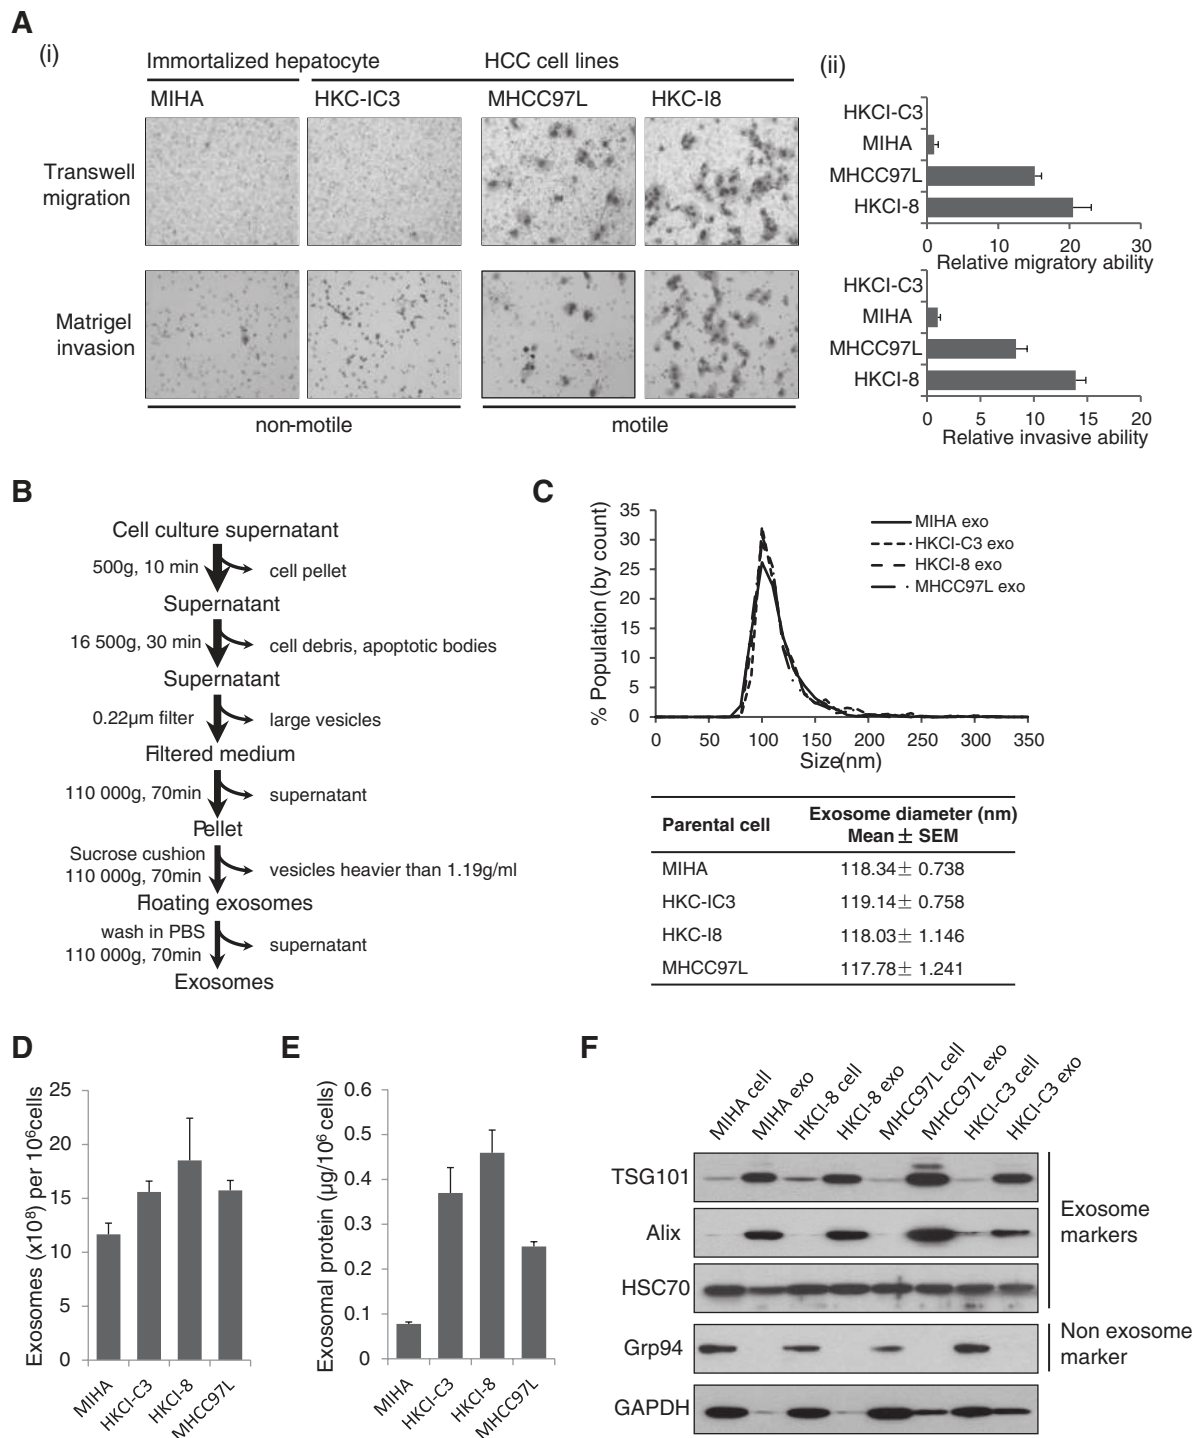 A
(i)
Immortalized hepatocyte
HCC cell lines
MIHA
HKC-IC3
MHCC97L
HKC-I8
Transwell
migration
Matrigel
invasion
non-motile
motile
(ii)
HKCI-C3
MIHA
MHCC97L
HKCI-8
0 10 20 30
Relative migratory ability
HKCI-C3
MIHA
MHCC97L
HKCI-8
0 5 10 15 20
Relative invasive ability
B
Cell culture supernatant
500g, 10 min
cell pellet
Supernatant
16 500g, 30 min
cell debris, apoptotic bodies
Supernatant
0.22µm filter
large vesicles
Filtered medium
110 000g, 70min
supernatant
Pellet
Sucrose cushion
110 000g, 70min
vesicles heavier than 1.19g/ml
Floating exosomes
wash in PBS
110 000g, 70min
supernatant
Exosomes
C
% Population (by count)
35
30
25
20
15
10
5
0
0 50 100 150 200 250 300 350
Size(nm)
MIHA exo
HKCI-C3 exo
HKCI-8 exo
MHCC97L exo
Parental cell
Exosome diameter (nm)
Mean ± SEM
MIHA 118.34± 0.738
HKC-IC3 119.14± 0.758
HKC-I8 118.03± 1.146
MHCC97L 117.78± 1.241
D
Exosomes (x10⁸) per 10⁶cells
25
20
15
10
5
0
MIHA
HKCI-C3
HKCI-8
MHCC97L
E
Exosomal protein (µg/10⁶ cells)
0.6
0.5
0.4
0.3
0.2
0.1
0
MIHA
HKCI-C3
HKCI-8
MHCC97L
F
MIHA cell
MIHA exo
HKCI-8 cell
HKCI-8 exo
MHCC97L cell
MHCC97L exo
HKCI-C3 cell
HKCI-C3 exo
TSG101
Alix
HSC70
Grp94
GAPDH
Exosome
markers
Non exosome
marker